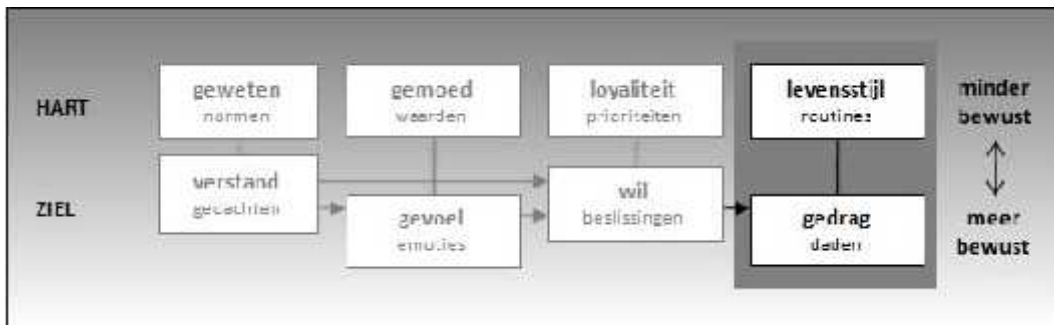 geweten
normen
gemoed
waarden
loyaliteit
prioriteiten
levensstijl
routines
minder
bewust
HART
ZIEL
verstand
gedachten
gevoel
emoties
wil
beslissingen
gedrag
daden
meer
bewust